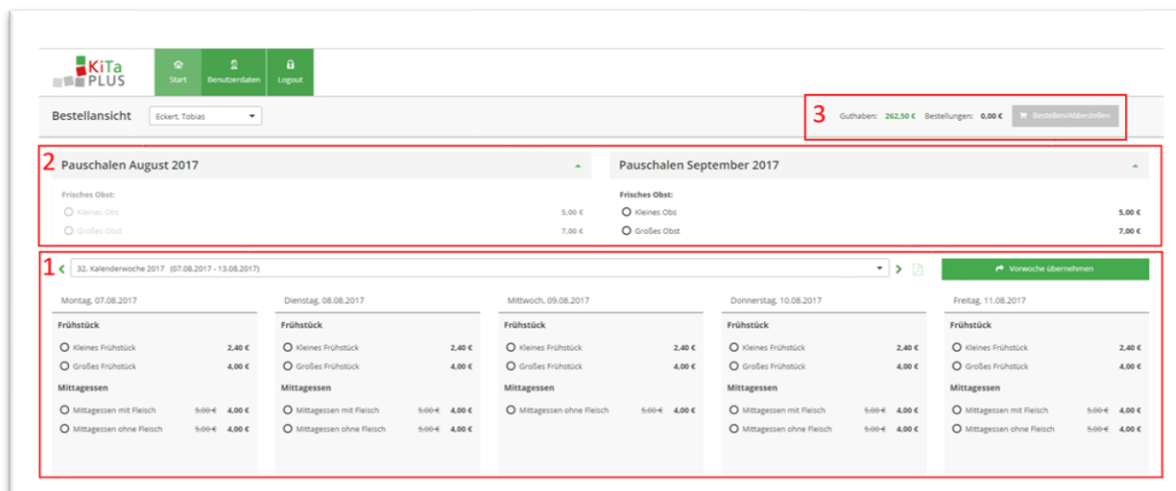 KiTa
PLUS
Start
Benutzerdaten
Logout
Bestellansicht
Eckert, Tobias
3
Guthaben: 262,50 € Bestellungen: 0,00 €
Bestellen/Abbestellen
2
Pauschalen August 2017
Frisches Obst:
Kleines Obs 5,00 €
Großes Obst 7,00 €
Pauschalen September 2017
Frisches Obst:
Kleines Obs 5,00 €
Großes Obst 7,00 €
1
32. Kalenderwoche 2017 (07.08.2017 - 13.08.2017)
Vorwoche übernehmen
Montag, 07.08.2017
Frühstück
Kleines Frühstück 2,40 €
Großes Frühstück 4,00 €
Mittagessen
Mittagessen mit Fleisch 5,00 € 4,00 €
Mittagessen ohne Fleisch 5,00 € 4,00 €
Dienstag, 08.08.2017
Frühstück
Kleines Frühstück 2,40 €
Großes Frühstück 4,00 €
Mittagessen
Mittagessen mit Fleisch 5,00 € 4,00 €
Mittagessen ohne Fleisch 5,00 € 4,00 €
Mittwoch, 09.08.2017
Frühstück
Kleines Frühstück 2,40 €
Großes Frühstück 4,00 €
Mittagessen
Mittagessen ohne Fleisch 5,00 € 4,00 €
Donnerstag, 10.08.2017
Frühstück
Kleines Frühstück 2,40 €
Großes Frühstück 4,00 €
Mittagessen
Mittagessen mit Fleisch 5,00 € 4,00 €
Mittagessen ohne Fleisch 5,00 € 4,00 €
Freitag, 11.08.2017
Frühstück
Kleines Frühstück 2,40 €
Großes Frühstück 4,00 €
Mittagessen
Mittagessen mit Fleisch 5,00 € 4,00 €
Mittagessen ohne Fleisch 5,00 € 4,00 €